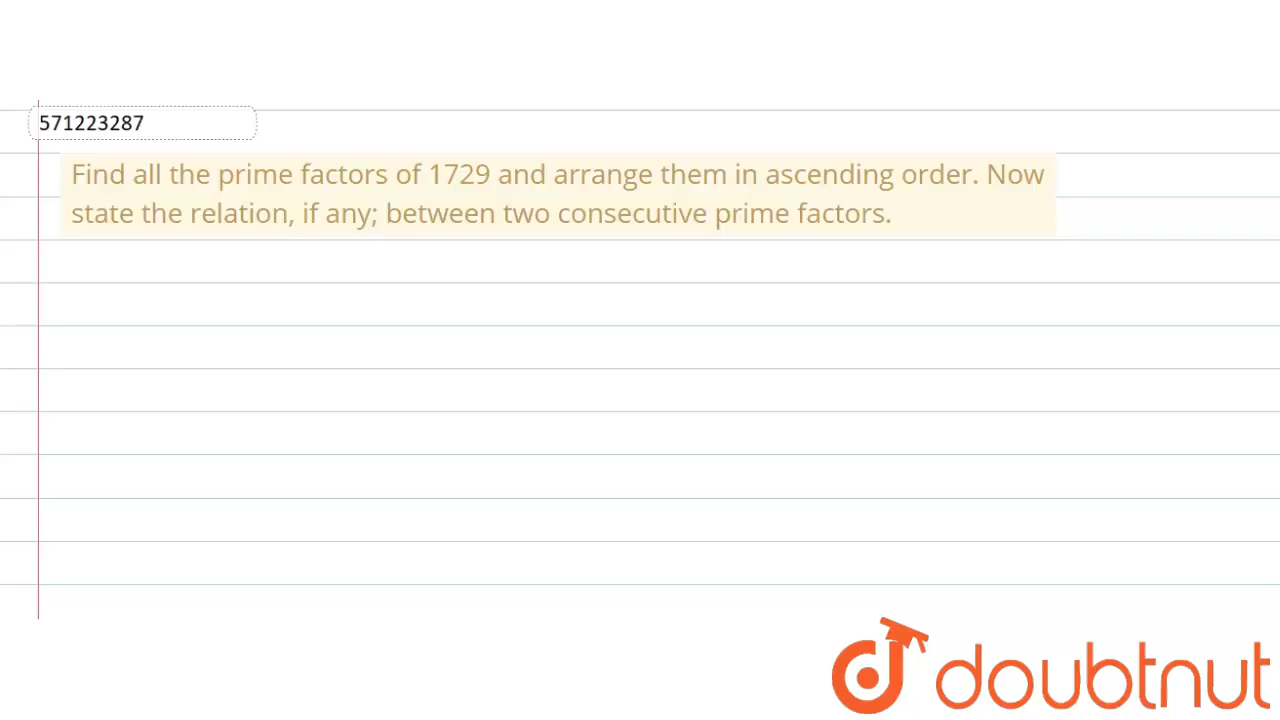 571223287
Find all the prime factors of 1729 and arrange them in ascending order. Now
state the relation, if any; between two consecutive prime factors.
doubtnut